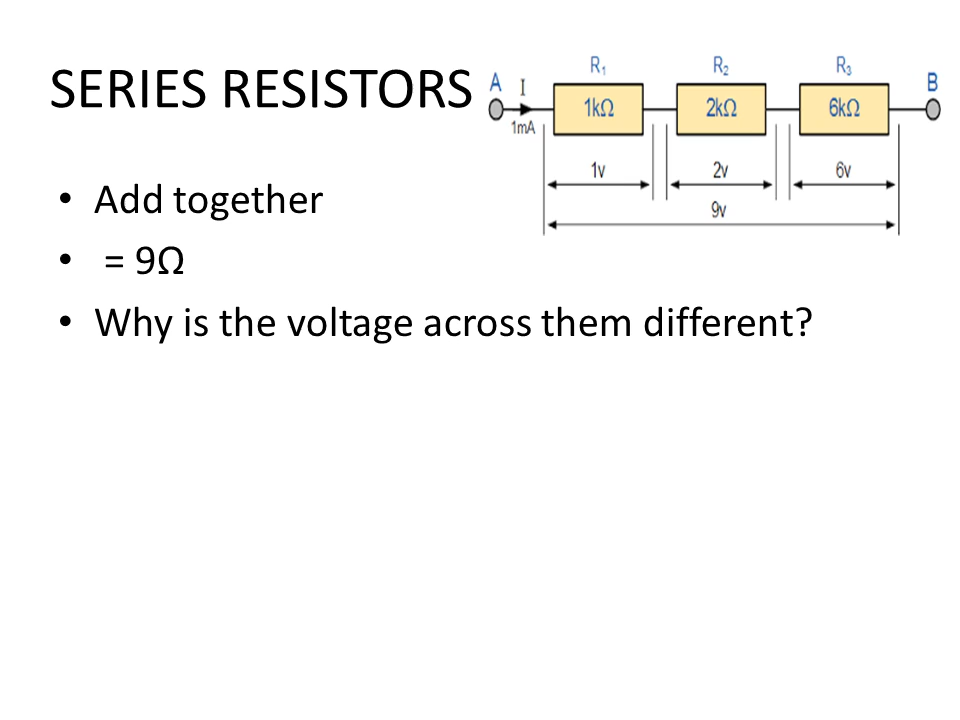 SERIES RESISTORS
R₁ R₂ R₃
A I B
1kΩ 2kΩ 6kΩ
1mA
1v 2v 6v
9v
• Add together
• = 9Ω
• Why is the voltage across them different?